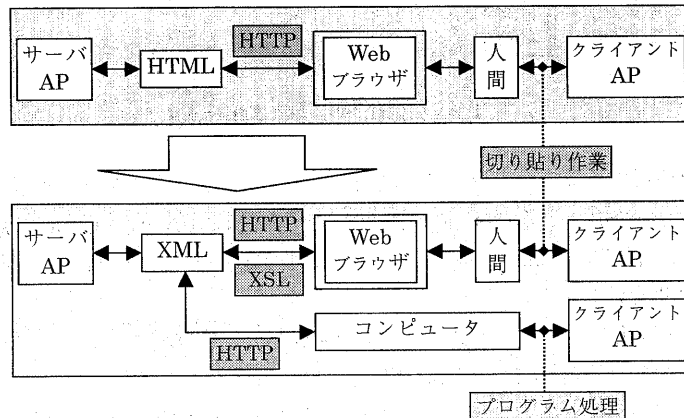 HTTP
サーバ
AP
HTML
Web
ブラウザ
人
間
クライアント
AP
切り貼り作業
サーバ
AP
XML
HTTP
XSL
Web
ブラウザ
人
間
クライアント
AP
HTTP
コンピュータ
クライアント
AP
プログラム処理